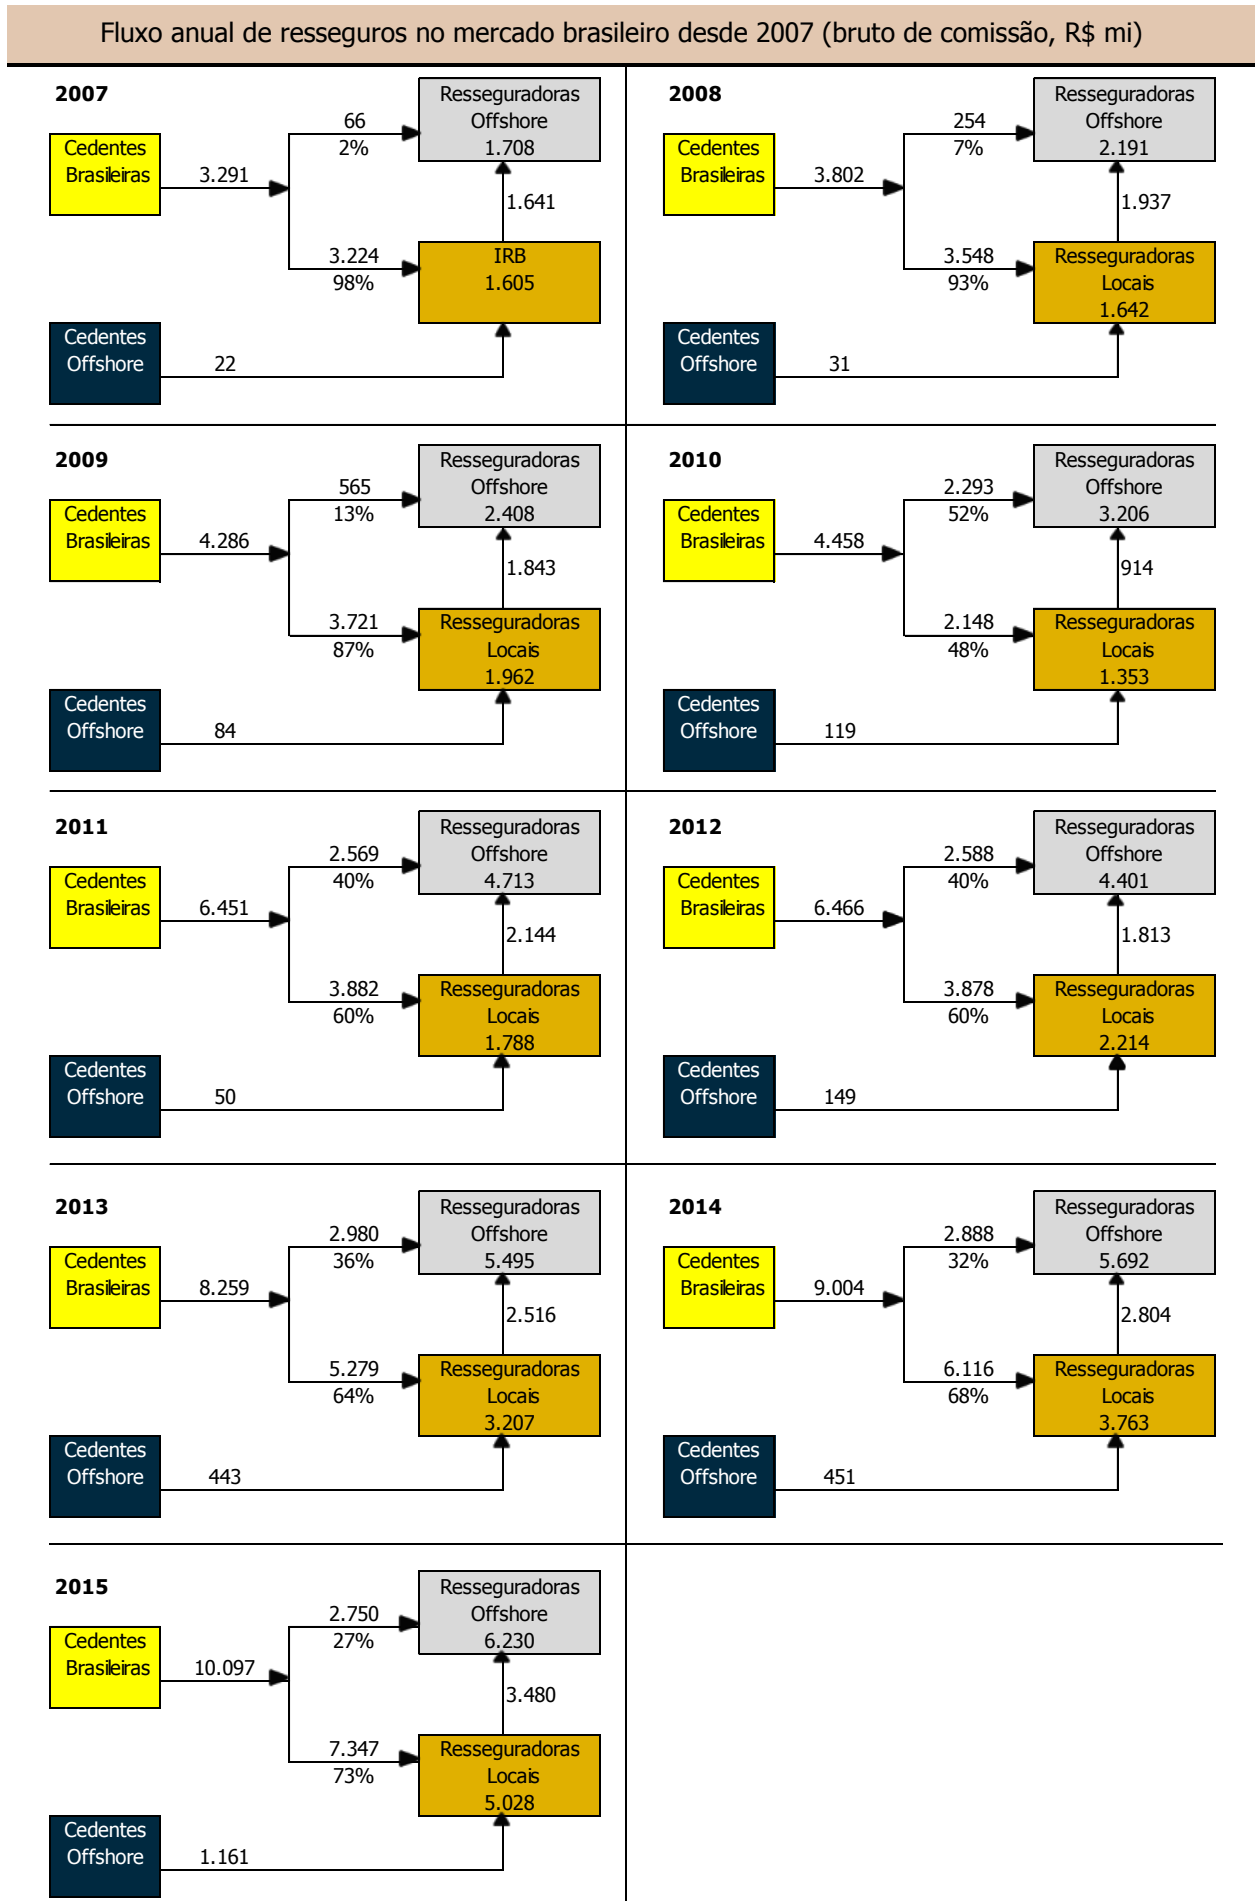 Fluxo anual de resseguros no mercado brasileiro desde 2007 (bruto de comissão, R$ mi)
2007
Cedentes
Brasileiras
3.291
66
2%
Resseguradoras
Offshore
1.708
1.641
3.224
98%
IRB
1.605
Cedentes
Offshore
22
2008
Cedentes
Brasileiras
3.802
254
7%
Resseguradoras
Offshore
2.191
1.937
3.548
93%
Resseguradoras
Locais
1.642
Cedentes
Offshore
31
2009
Cedentes
Brasileiras
4.286
565
13%
Resseguradoras
Offshore
2.408
1.843
3.721
87%
Resseguradoras
Locais
1.962
Cedentes
Offshore
84
2010
Cedentes
Brasileiras
4.458
2.293
52%
Resseguradoras
Offshore
3.206
914
2.148
48%
Resseguradoras
Locais
1.353
Cedentes
Offshore
119
2011
Cedentes
Brasileiras
6.451
2.569
40%
Resseguradoras
Offshore
4.713
2.144
3.882
60%
Resseguradoras
Locais
1.788
Cedentes
Offshore
50
2012
Cedentes
Brasileiras
6.466
2.588
40%
Resseguradoras
Offshore
4.401
1.813
3.878
60%
Resseguradoras
Locais
2.214
Cedentes
Offshore
149
2013
Cedentes
Brasileiras
8.259
2.980
36%
Resseguradoras
Offshore
5.495
2.516
5.279
64%
Resseguradoras
Locais
3.207
Cedentes
Offshore
443
2014
Cedentes
Brasileiras
9.004
2.888
32%
Resseguradoras
Offshore
5.692
2.804
6.116
68%
Resseguradoras
Locais
3.763
Cedentes
Offshore
451
2015
Cedentes
Brasileiras
10.097
2.750
27%
Resseguradoras
Offshore
6.230
3.480
7.347
73%
Resseguradoras
Locais
5.028
Cedentes
Offshore
1.161